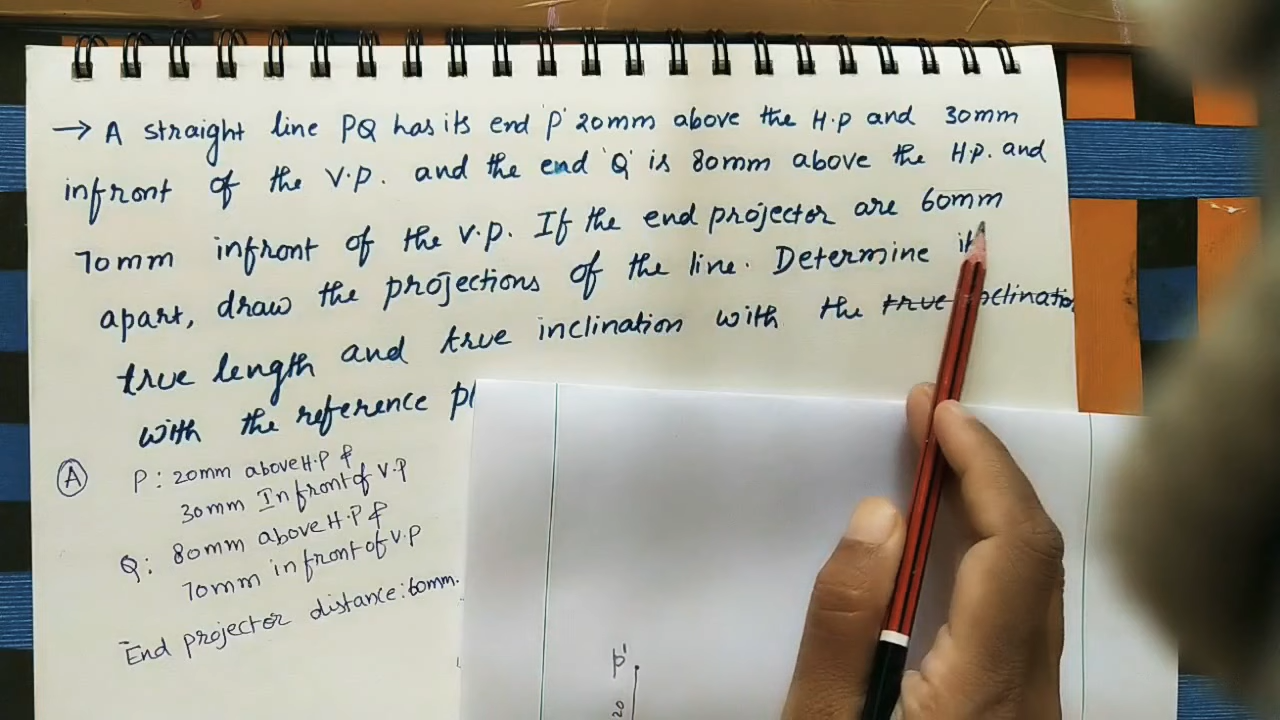 → A straight line PQ has its end 'P' 20mm above the H.P and 30mm
infront of the V.P. and the end 'Q' is 80mm above the H.P. and
70mm infront of the V.P. If the end projector are 60mm
apart, draw the projections of the line. Determine
true length and true inclination with the true inclination
with the reference
A
P: 20mm above H.P &
30mm Infront of V.P
Q: 80mm above H.P &
70mm infront of V.P
End projector distance: 60mm.
p'
20